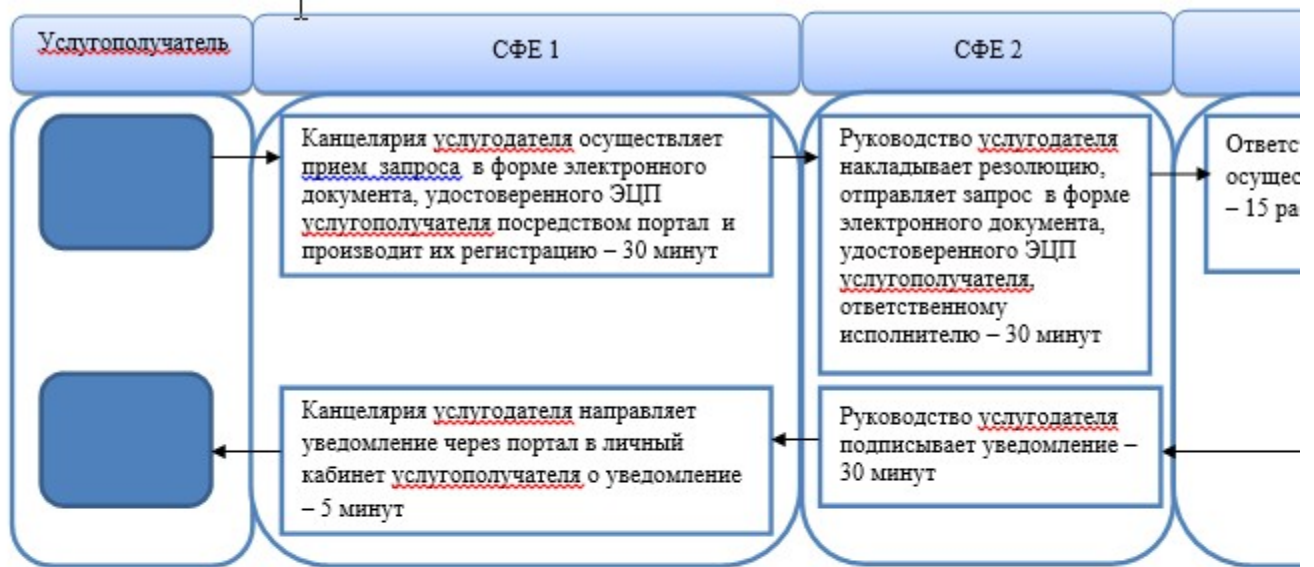 Услугополучатель
СФЕ 1
СФЕ 2
Канцелярия услугодателя осуществляет
прием запроса в форме электронного
документа, удостоверенного ЭЦП
услугополучателя посредством портал и
производит их регистрацию – 30 минут
Руководство услугодателя
накладывает резолюцию,
отправляет запрос в форме
электронного документа,
удостоверенного ЭЦП
услугополучателя,
ответственному
исполнителю – 30 минут
Ответс
осущес
– 15 ра
Канцелярия услугодателя направляет
уведомление через портал в личный
кабинет услугополучателя о уведомление
– 5 минут
Руководство услугодателя
подписывает уведомление –
30 минут